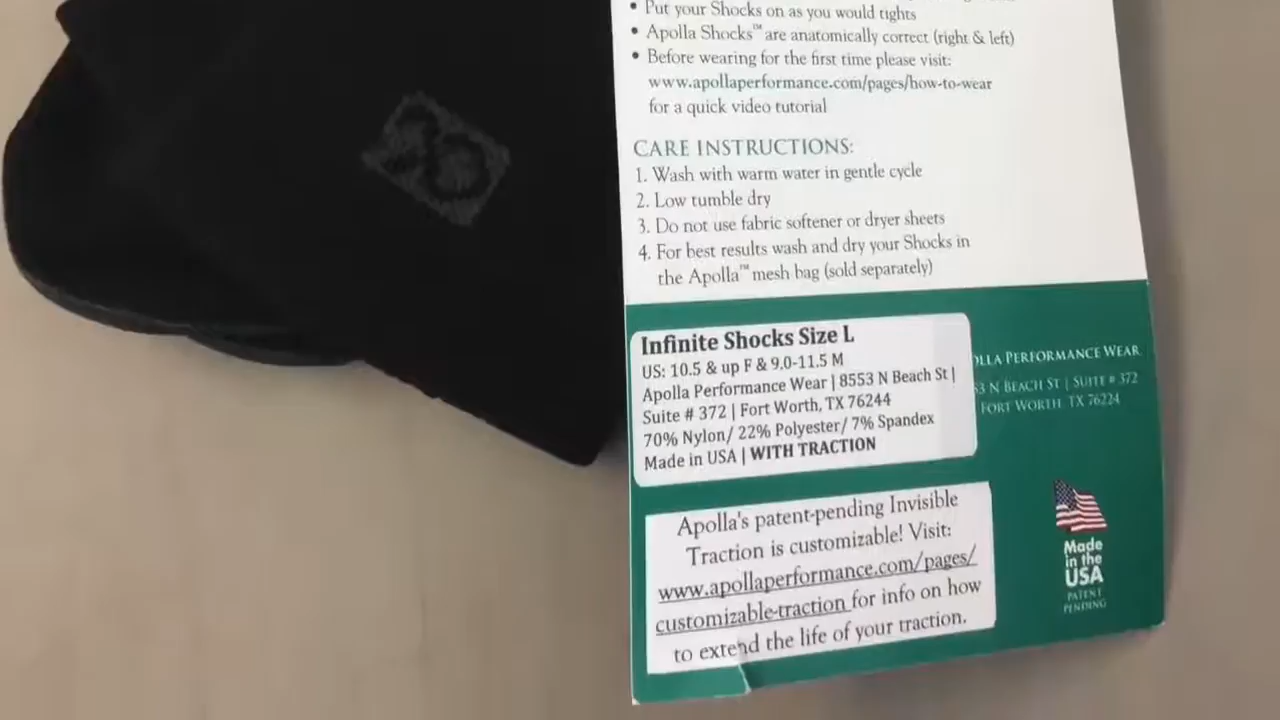 • Put your Shocks on as you would tights
• Apolla Shocks™ are anatomically correct (right & left)
• Before wearing for the first time please visit:
www.apollaperformance.com/pages/how-to-wear
for a quick video tutorial
CARE INSTRUCTIONS:
1. Wash with warm water in gentle cycle
2. Low tumble dry
3. Do not use fabric softener or dryer sheets
4. For best results wash and dry your Shocks in
the Apolla™ mesh bag (sold separately)
Infinite Shocks Size L
US: 10.5 & up F & 9.0-11.5 M
Apolla Performance Wear | 8553 N Beach St |
Suite # 372 | Fort Worth, TX 76244
70% Nylon/ 22% Polyester/ 7% Spandex
Made in USA | WITH TRACTION
OLLA PERFORMANCE WEAR
53 N BEACH ST | SUITE # 372
FORT WORTH, TX 76224
Apolla's patent-pending Invisible
Traction is customizable! Visit:
www.apollaperformance.com/pages/
customizable-traction for info on how
to extend the life of your traction.
Made
in the
USA
PATENT
PENDING